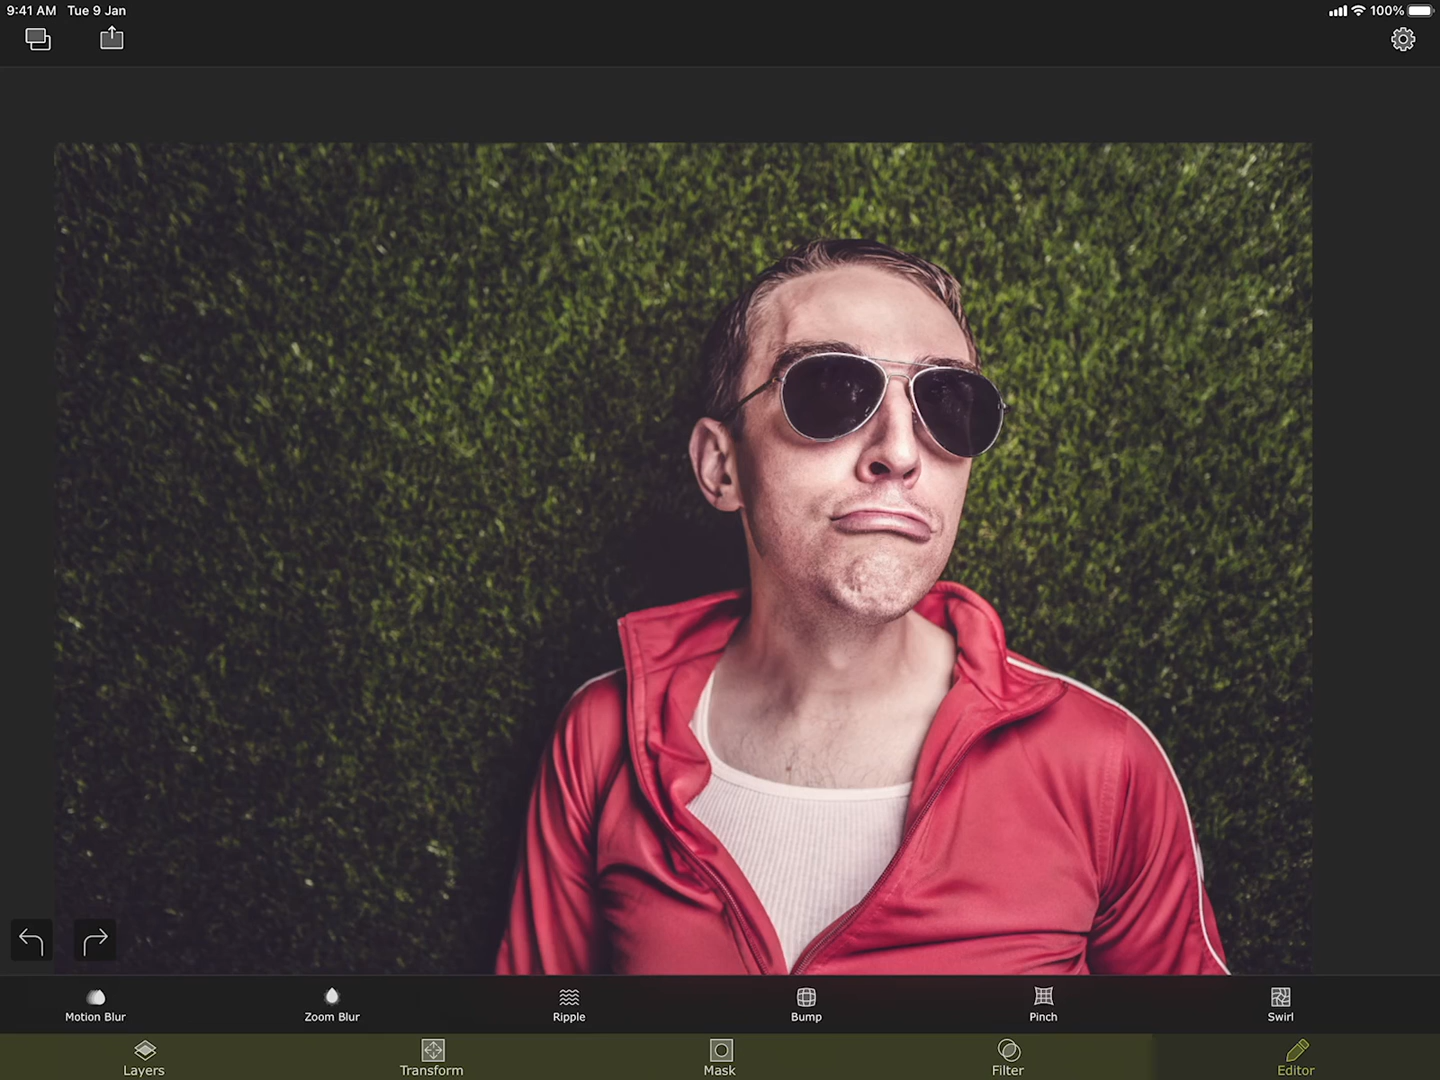 9:41 AM Tue 9 Jan
100%
Motion Blur
Zoom Blur
Ripple
Bump
Pinch
Swirl
Layers
Transform
Mask
Filter
Editor